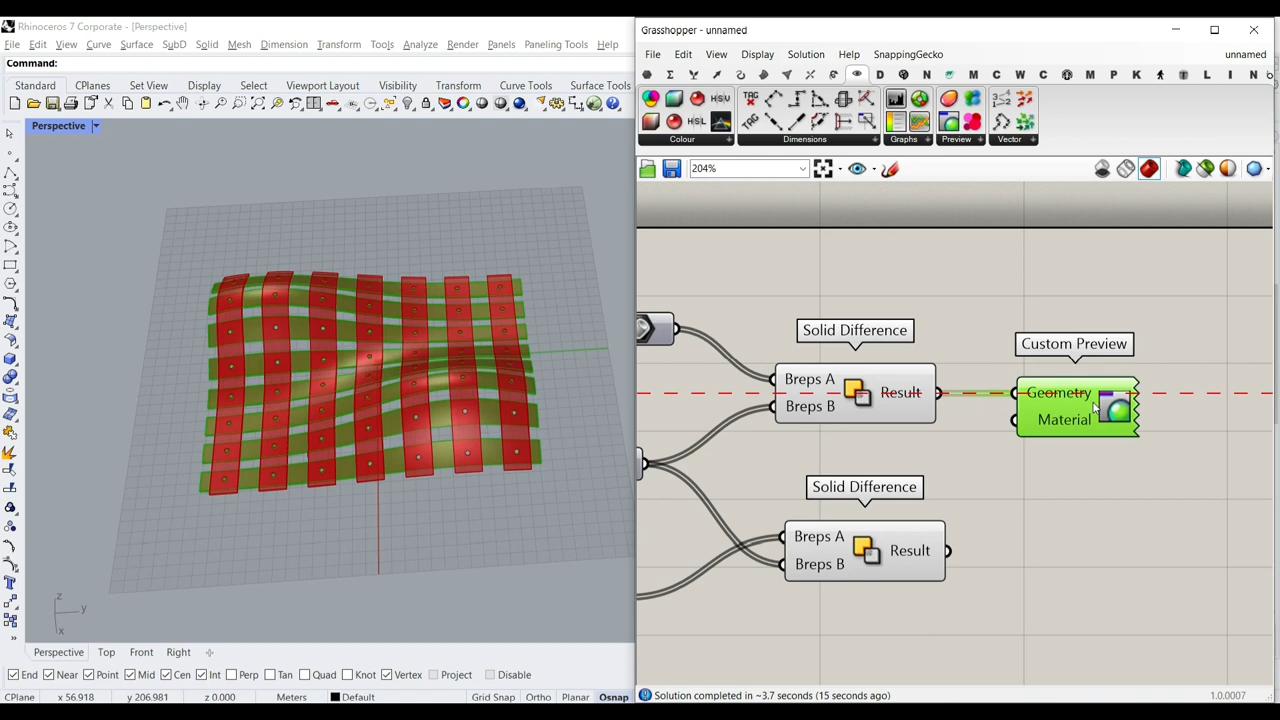 Rhinoceros 7 Corporate - [Perspective]
File Edit View Curve Surface SubD Solid Mesh Dimension Transform Tools Analyze Render Panels Paneling Tools Help
Command:
Standard CPlanes Set View Display Select Viewport Layout Visibility Transform Curve Tools Surface Tools
Perspective
z
y
x
Perspective Top Front Right
End Near Point Mid Cen Int Perp Tan Quad Knot Vertex Project Disable
CPlane x 56.918 y 206.981 z 0.000 Meters Default Grid Snap Ortho Planar Osnap
Grasshopper - unnamed
File Edit View Display Solution Help SnappingGecko unnamed
Σ D N M C W C M P K L I N
HSV TAG
HSL TAG
Colour Dimensions Graphs Preview Vector
204%
Solid Difference
Breps A
Breps B
Result
Custom Preview
Geometry
Material
Solid Difference
Breps A
Breps B
Result
Solution completed in ~3.7 seconds (15 seconds ago) 1.0.0007